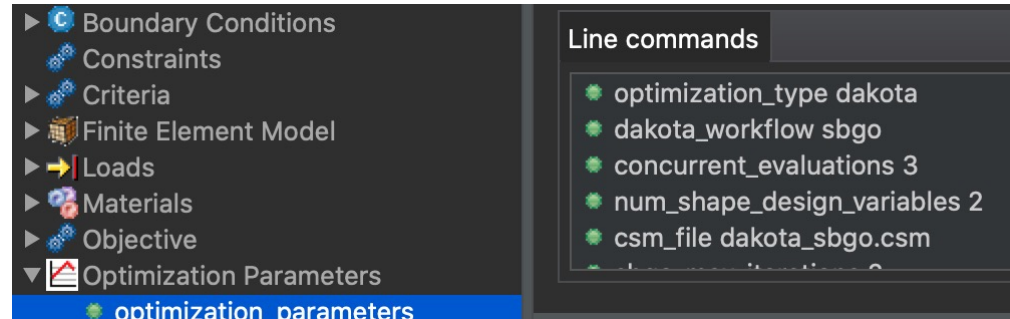 Boundary Conditions
Constraints
Criteria
Finite Element Model
Loads
Materials
Objective
Optimization Parameters
optimization_parameters
Line commands
optimization_type dakota
dakota_workflow sbgo
concurrent_evaluations 3
num_shape_design_variables 2
csm_file dakota_sbgo.csm